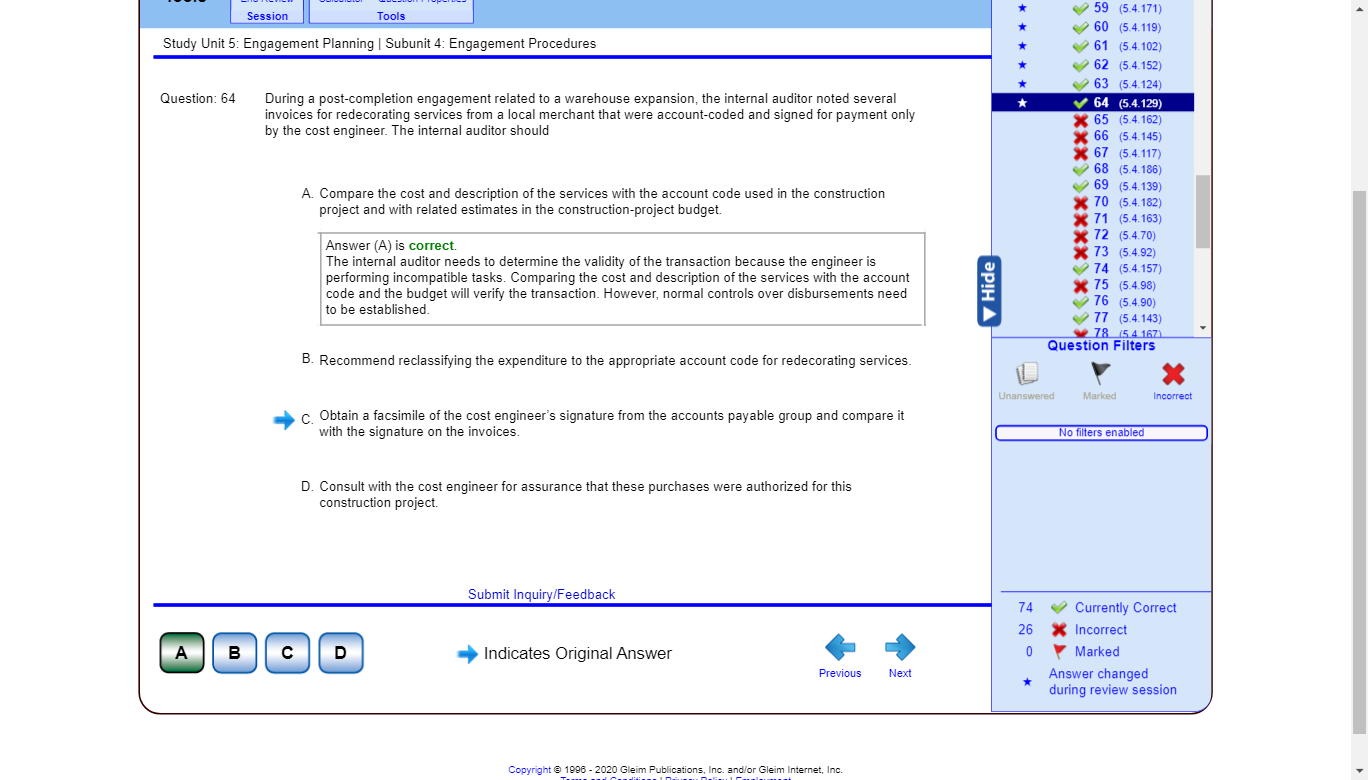 Session
Tools
Study Unit 5: Engagement Planning | Subunit 4: Engagement Procedures
Question: 64
During a post-completion engagement related to a warehouse expansion, the internal auditor noted several
invoices for redecorating services from a local merchant that were account-coded and signed for payment only
by the cost engineer. The internal auditor should
A. Compare the cost and description of the services with the account code used in the construction
project and with related estimates in the construction-project budget.
Answer (A) is correct.
The internal auditor needs to determine the validity of the transaction because the engineer is
performing incompatible tasks. Comparing the cost and description of the services with the account
code and the budget will verify the transaction. However, normal controls over disbursements need
to be established.
B. Recommend reclassifying the expenditure to the appropriate account code for redecorating services.
C. Obtain a facsimile of the cost engineer's signature from the accounts payable group and compare it
with the signature on the invoices.
D. Consult with the cost engineer for assurance that these purchases were authorized for this
construction project.
Submit Inquiry/Feedback
A B C D
Indicates Original Answer
Previous
Next
59 (5.4.171)
60 (5.4.119)
61 (5.4.102)
62 (5.4.152)
63 (5.4.124)
64 (5.4.129)
65 (5.4.162)
66 (5.4.145)
67 (5.4.117)
68 (5.4.186)
69 (5.4.139)
70 (5.4.182)
71 (5.4.163)
72 (5.4.70)
73 (5.4.92)
74 (5.4.157)
75 (5.4.98)
76 (5.4.90)
77 (5.4.143)
78 (5.4.167)
Hide
Question Filters
Unanswered
Marked
Incorrect
No filters enabled
74 Currently Correct
26 Incorrect
0 Marked
Answer changed
during review session
Copyright © 1996 - 2020 Gleim Publications, Inc. and/or Gleim Internet, Inc.
Terms and Conditions | Privacy Policy | Employment